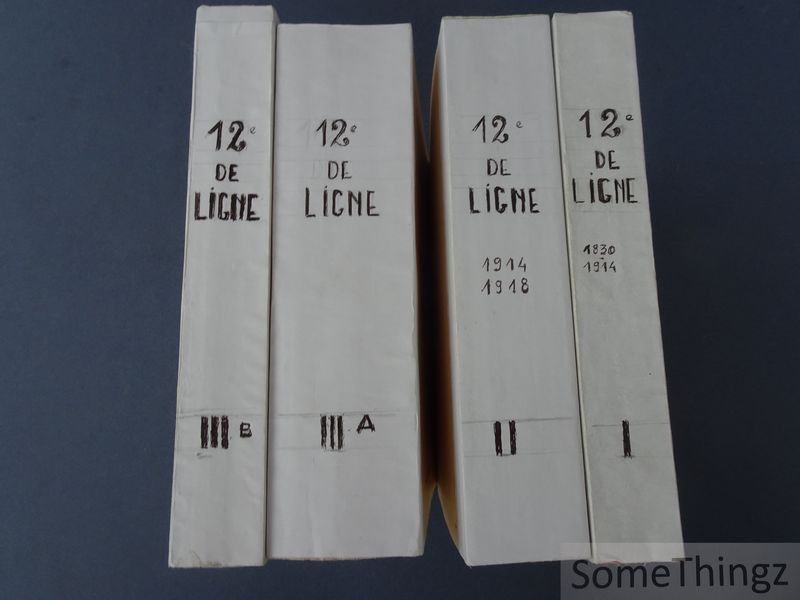 12e
DE
LIGNE
III B
12e
DE
LIGNE
III A
12e
DE
LIGNE
1914
1918
II
12e
DE
LIGNE
1830
-
1914
I
SomeThingz